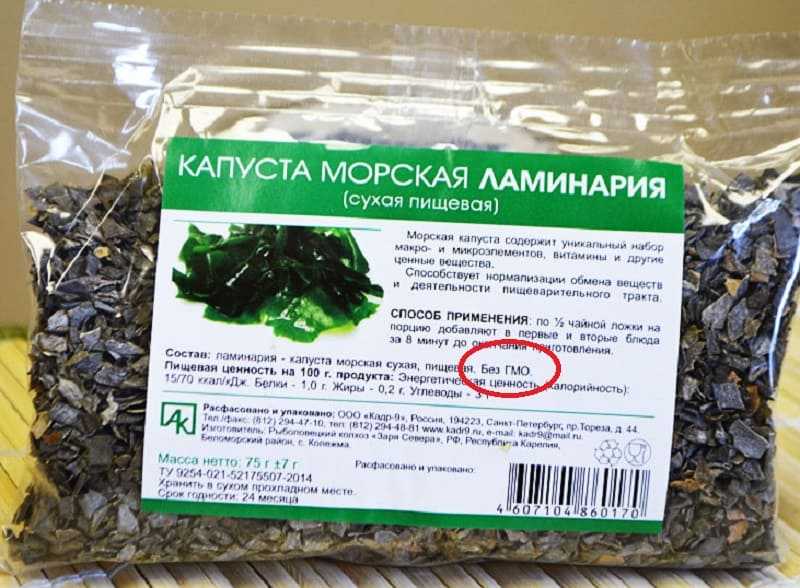 КАПУСТА МОРСКАЯ ЛАМИНАРИЯ
(сухая пищевая)
Морская капуста содержит уникальный набор
макро- и микроэлементов, витамины и другие
ценные вещества.
Способствует нормализации обмена веществ
и деятельности пищеварительного тракта.
СПОСОБ ПРИМЕНЕНИЯ: по ½ чайной ложки на
порцию добавляют в первые и вторые блюда
за 8 минут до окончания приготовления.
Состав: ламинария - капуста морская сухая, пищевая. Без ГМО.
Пищевая ценность на 100 г. продукта: Энергетическая ценность (калорийность):
15/70 ккал/кДж. Белки - 1,0 г. Жиры - 0,2 г. Углеводы - 3 г
АК
Расфасовано и упаковано: ООО «Кадр-9», Россия, 194223, Санкт-Петербург, пр.Тореза, д. 44.
Тел./факс: (812) 294-47-10, тел: (812) 294-48-81 www.kadr9.ru, e-mail: kadr9@mail.ru.
Изготовитель: Рыболовецкий колхоз «Заря Севера», РФ, Республика Карелия,
Беломорский район, с. Колежма.
Масса нетто: 75 г ±7 г
Расфасовано и упаковано:
ТУ 9254-021-52175507-2014
Хранить в сухом прохладном месте.
Срок годности: 24 месяца
4607104860170